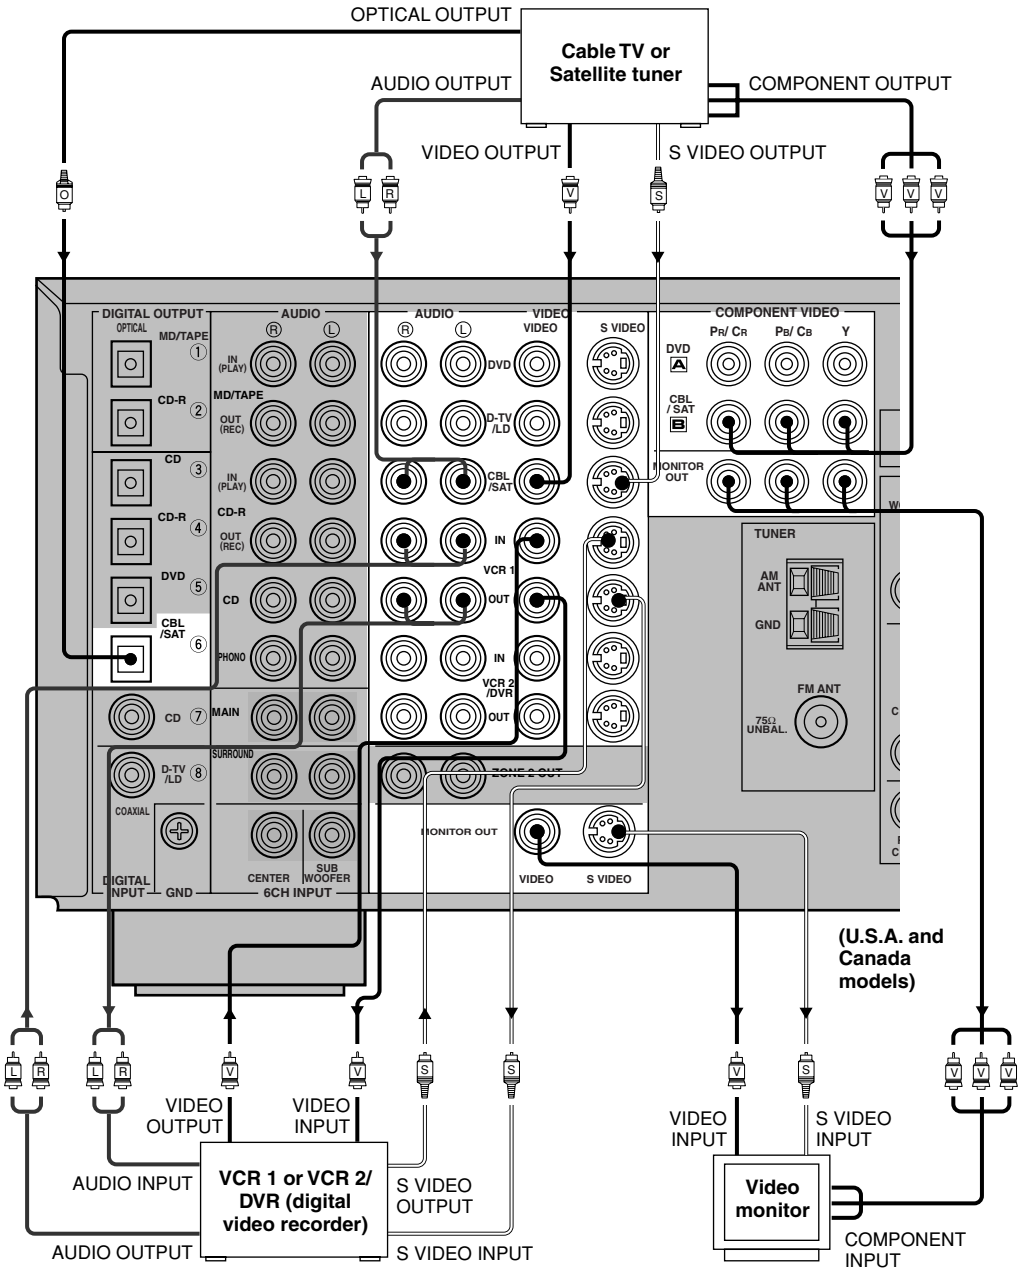 OPTICAL OUTPUT
Cable TV or
Satellite tuner
AUDIO OUTPUT
COMPONENT OUTPUT
VIDEO OUTPUT
S VIDEO OUTPUT
O
L
R
V
S
V
V
V
DIGITAL OUTPUT
OPTICAL
MD/TAPE
1
CD-R
2
CD
3
CD-R
4
DVD
5
CBL
/SAT
6
CD
7
D-TV
/LD
8
COAXIAL
DIGITAL
INPUT
GND
AUDIO
R
L
IN
(PLAY)
MD/TAPE
OUT
(REC)
IN
(PLAY)
CD-R
OUT
(REC)
CD
PHONO
MAIN
SURROUND
CENTER
SUB
WOOFER
6CH INPUT
AUDIO
R
L
VIDEO
VIDEO
S VIDEO
DVD
D-TV
/LD
CBL
/SAT
IN
VCR 1
OUT
IN
VCR 2
/DVR
OUT
ZONE 2 OUT
MONITOR OUT
VIDEO
S VIDEO
COMPONENT VIDEO
PR/ CR
PB/ CB
Y
DVD
A
CBL
/ SAT
B
MONITOR
OUT
TUNER
AM
ANT
GND
FM ANT
75Ω
UNBAL.
W
C
C
(U.S.A. and
Canada
models)
L
R
L
R
V
V
S
S
V
S
V
V
V
VIDEO
OUTPUT
VIDEO
INPUT
VIDEO
INPUT
S VIDEO
INPUT
AUDIO INPUT
VCR 1 or VCR 2/
DVR (digital
video recorder)
S VIDEO
OUTPUT
Video
monitor
AUDIO OUTPUT
S VIDEO INPUT
COMPONENT
INPUT